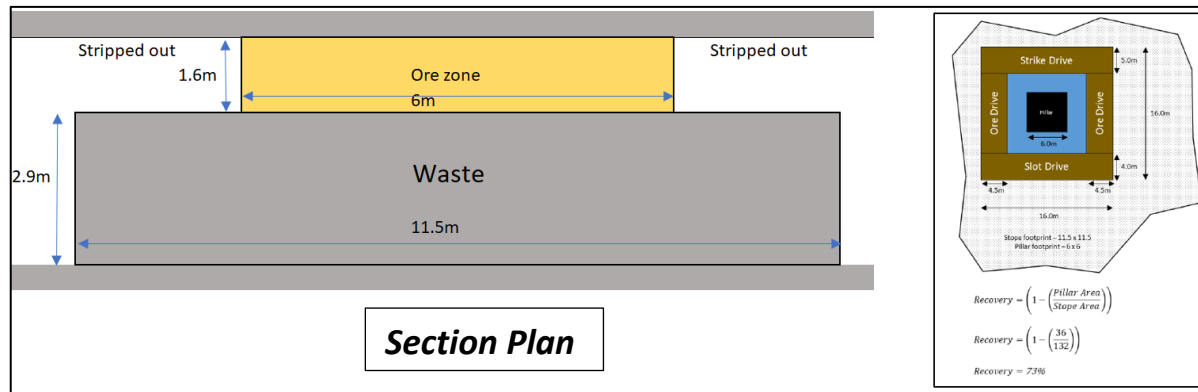 Stripped out
Stripped out
1.6m
Ore zone
6m
2.9m
Waste
11.5m
Section Plan
Strike Drive
5.0m
Ore Drive
Pillar
Ore Drive
16.0m
6.0m
Slot Drive
4.0m
4.5m
4.5m
16.0m
Stope footprint – 11.5 x 11.5
Pillar footprint – 6 x 6
Recovery = (1 − (Pillar Area / Stope Area))
Recovery = (1 − (36 / 132))
Recovery = 73%